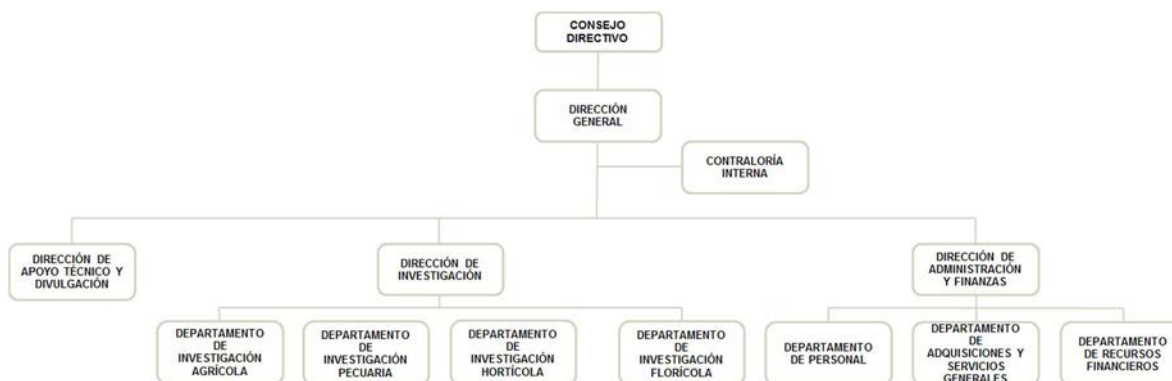 CONSEJO
DIRECTIVO
DIRECCIÓN
GENERAL
CONTRALORÍA
INTERNA
DIRECCIÓN DE
APOYO TÉCNICO Y
DIVULGACIÓN
DIRECCIÓN DE
INVESTIGACIÓN
DIRECCIÓN DE
ADMINISTRACIÓN
Y FINANZAS
DEPARTAMENTO
DE
INVESTIGACIÓN
AGRÍCOLA
DEPARTAMENTO
DE
INVESTIGACIÓN
PECUARIA
DEPARTAMENTO
DE
INVESTIGACIÓN
HORTÍCOLA
DEPARTAMENTO
DE
INVESTIGACIÓN
FLORÍCOLA
DEPARTAMENTO
DE PERSONAL
DEPARTAMENTO
DE
ADQUISICIONES Y
SERVICIOS
GENERALES
DEPARTAMENTO
DE RECURSOS
FINANCIEROS